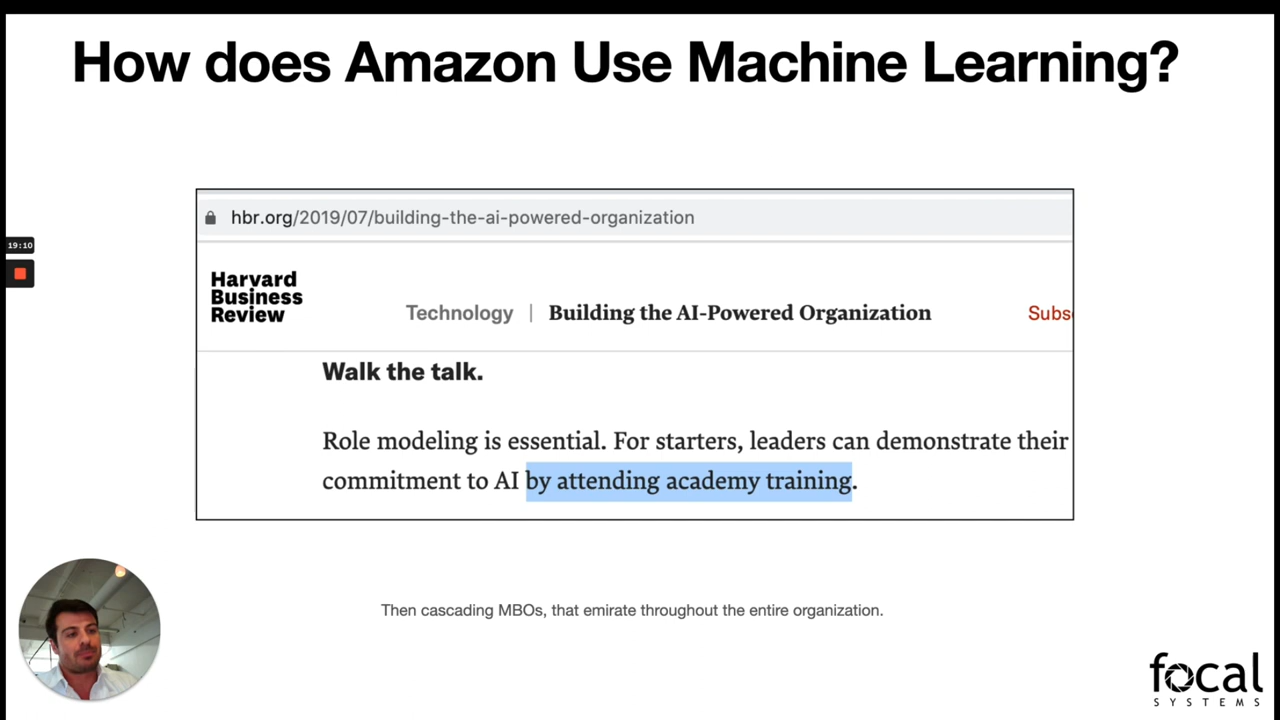 How does Amazon Use Machine Learning?
hbr.org/2019/07/building-the-ai-powered-organization
19:10
Harvard
Business
Review
Technology | Building the AI-Powered Organization
Subs
Walk the talk.
Role modeling is essential. For starters, leaders can demonstrate their
commitment to AI by attending academy training.
Then cascading MBOs, that emirate throughout the entire organization.
focal
SYSTEMS